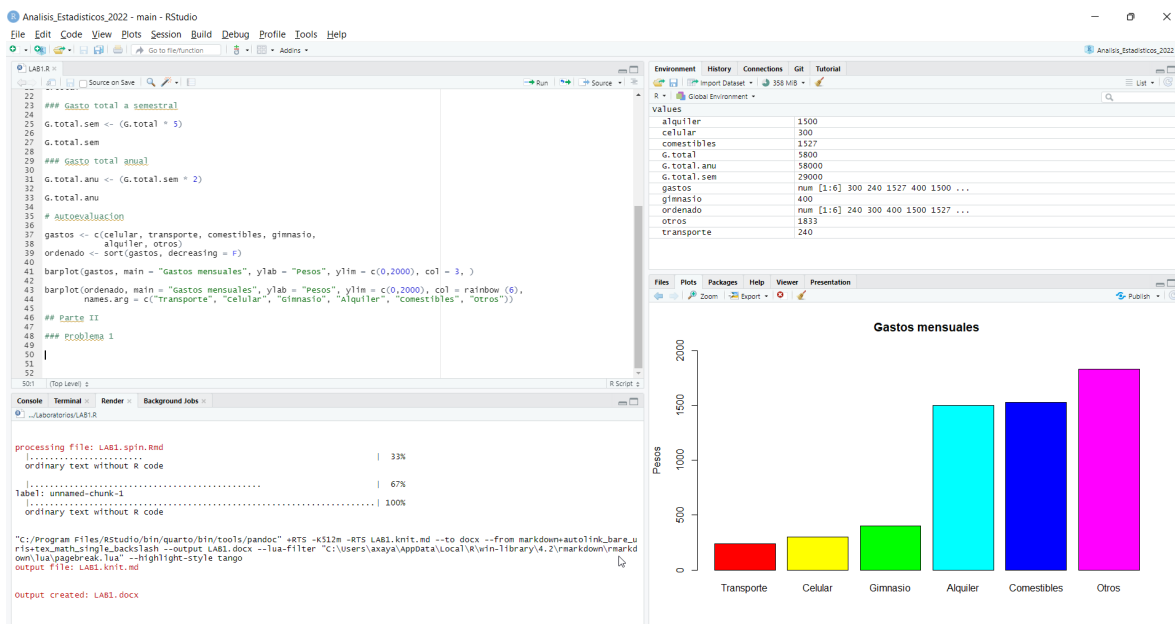 Analisis_Estadisticos_2022 - main - RStudio
File Edit Code View Plots Session Build Debug Profile Tools Help
Go to file/function Addins
Analisis_Estadisticos_2022
LAB1.R
Source on Save Run Source
22
23 ### Gasto total a semestral
24
25 G.total.sem <- (G.total * 5)
26
27 G.total.sem
28
29 ### Gasto total anual
30
31 G.total.anu <- (G.total.sem * 2)
32
33 G.total.anu
34
35 # Autoevaluacion
36
37 gastos <- c(celular, transporte, comestibles, gimnasio,
38 alquiler, otros)
39 ordenado <- sort(gastos, decreasing = F)
40
41 barplot(gastos, main = "Gastos mensuales", ylab = "Pesos", ylim = c(0,2000), col = 3, )
42
43 barplot(ordenado, main = "Gastos mensuales", ylab = "Pesos", ylim = c(0,2000), col = rainbow (6),
44 names.arg = c("Transporte", "Celular", "Gimnasio", "Alquiler", "Comestibles", "Otros"))
45
46 ## Parte II
47
48 ### Problema 1
49
50
51
52
50:1 (Top Level) R Script
Console Terminal Render Background Jobs
.../Laboratorios/LAB1.R
processing file: LAB1.spin.Rmd
|...................... | 33%
ordinary text without R code
|............................................. | 67%
label: unnamed-chunk-1
|...................................................................| 100%
ordinary text without R code
"C:/Program Files/RStudio/bin/quarto/bin/tools/pandoc" +RTS -K512m -RTS LAB1.knit.md --to docx --from markdown+autolink_bare_u
ris+tex_math_single_backslash --output LAB1.docx --lua-filter "C:\Users\axaya\AppData\Local\R\win-library\4.2\rmarkdown\rmarkd
own\lua\pagebreak.lua" --highlight-style tango
output file: LAB1.knit.md
Output created: LAB1.docx
Environment History Connections Git Tutorial
Import Dataset 358 MiB List
R Global Environment
values
alquiler 1500
celular 300
comestibles 1527
G.total 5800
G.total.anu 58000
G.total.sem 29000
gastos num [1:6] 300 240 1527 400 1500 ...
gimnasio 400
ordenado num [1:6] 240 300 400 1500 1527 ...
otros 1833
transporte 240
Files Plots Packages Help Viewer Presentation
Zoom Export Publish
Gastos mensuales
Pesos
2000
1500
1000
500
0
Transporte Celular Gimnasio Alquiler Comestibles Otros